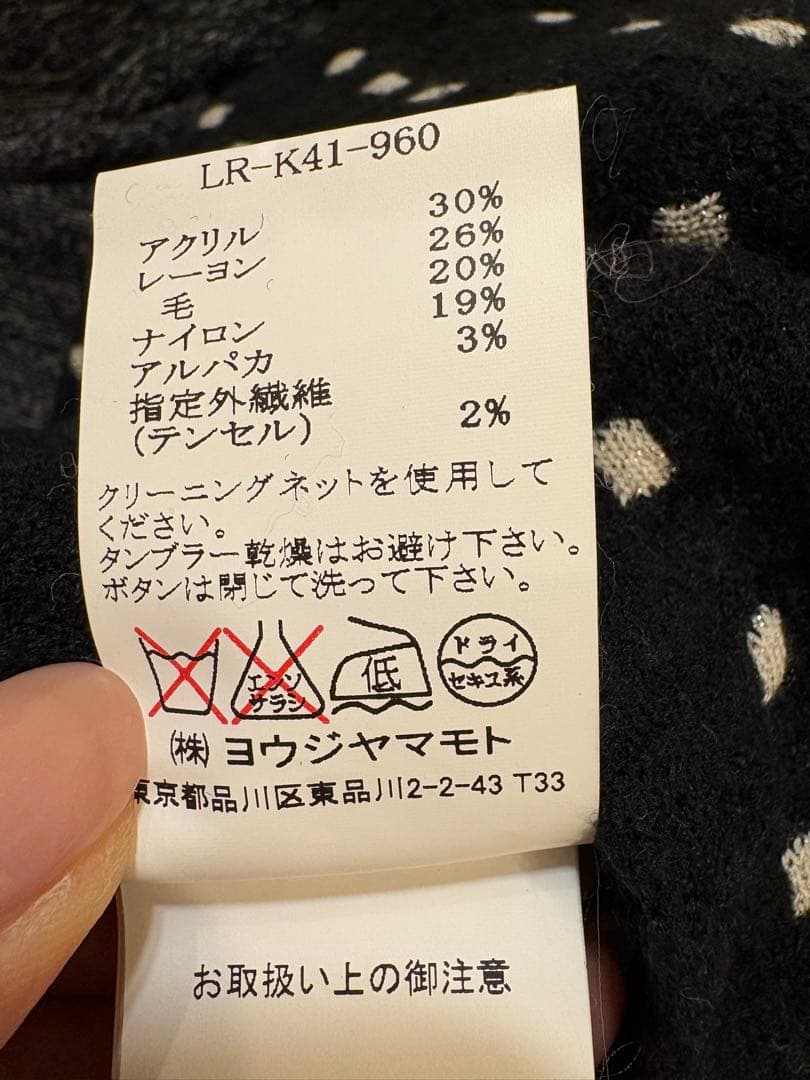 LR-K41-960
アクリル 30%
レーヨン 26%
毛 20%
ナイロン 19%
アルパカ 3%
指定外繊維
(テンセル) 2%
クリーニングネットを使用して
ください。
タンブラー乾燥はお避け下さい。
ボタンは閉じて洗って下さい。
エンソ
サラシ
低
ドライ
セキユ系
(株) ヨウジヤマモト
東京都品川区東品川2-2-43 T33
お取扱い上の御注意